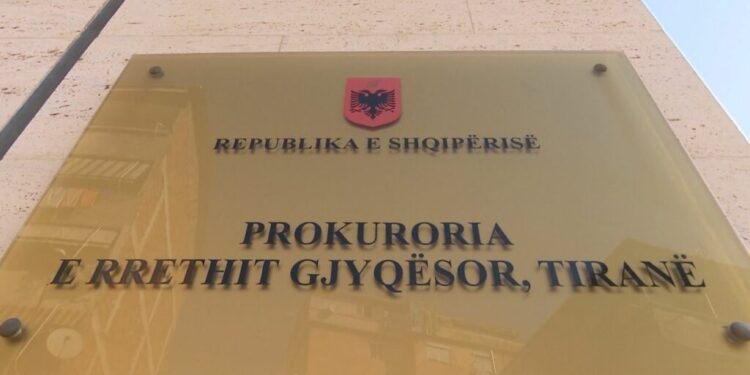 REPUBLIKA E SHQIPËRISË
PROKURORIA
E RRETHIT GJYQËSOR, TIRANË